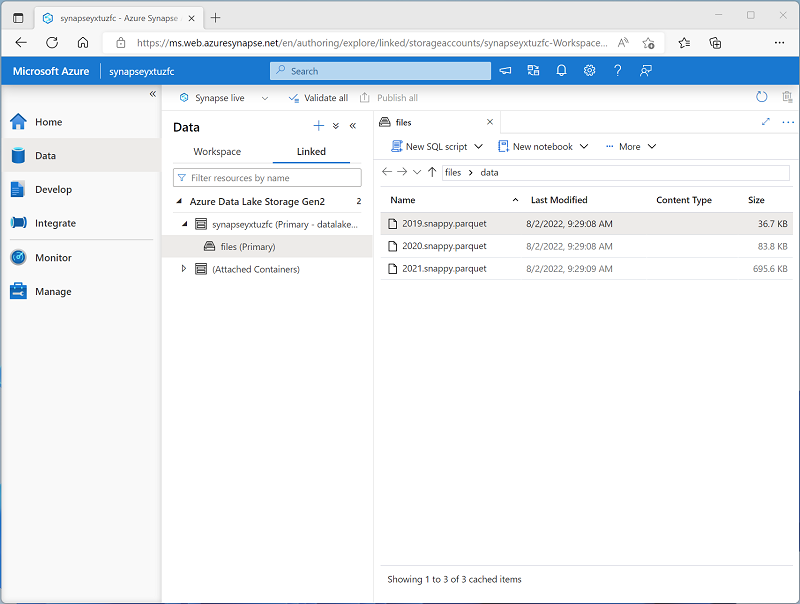 synapseyxtuzfc - Azure Synapse
https://ms.web.azuresynapse.net/en/authoring/explore/linked/storageaccounts/synapseyxtuzfc-Workspace...
Microsoft Azure
synapseyxtuzfc
Search
Home
Data
Develop
Integrate
Monitor
Manage
Synapse live
Validate all
Publish all
Data
Workspace
Linked
Filter resources by name
Azure Data Lake Storage Gen2 2
synapseyxtuzfc (Primary - datalake...
files (Primary)
(Attached Containers)
files
New SQL script
New notebook
More
files > data
Name Last Modified Content Type Size
2019.snappy.parquet 8/2/2022, 9:29:08 AM 36.7 KB
2020.snappy.parquet 8/2/2022, 9:29:08 AM 83.8 KB
2021.snappy.parquet 8/2/2022, 9:29:09 AM 695.6 KB
Showing 1 to 3 of 3 cached items